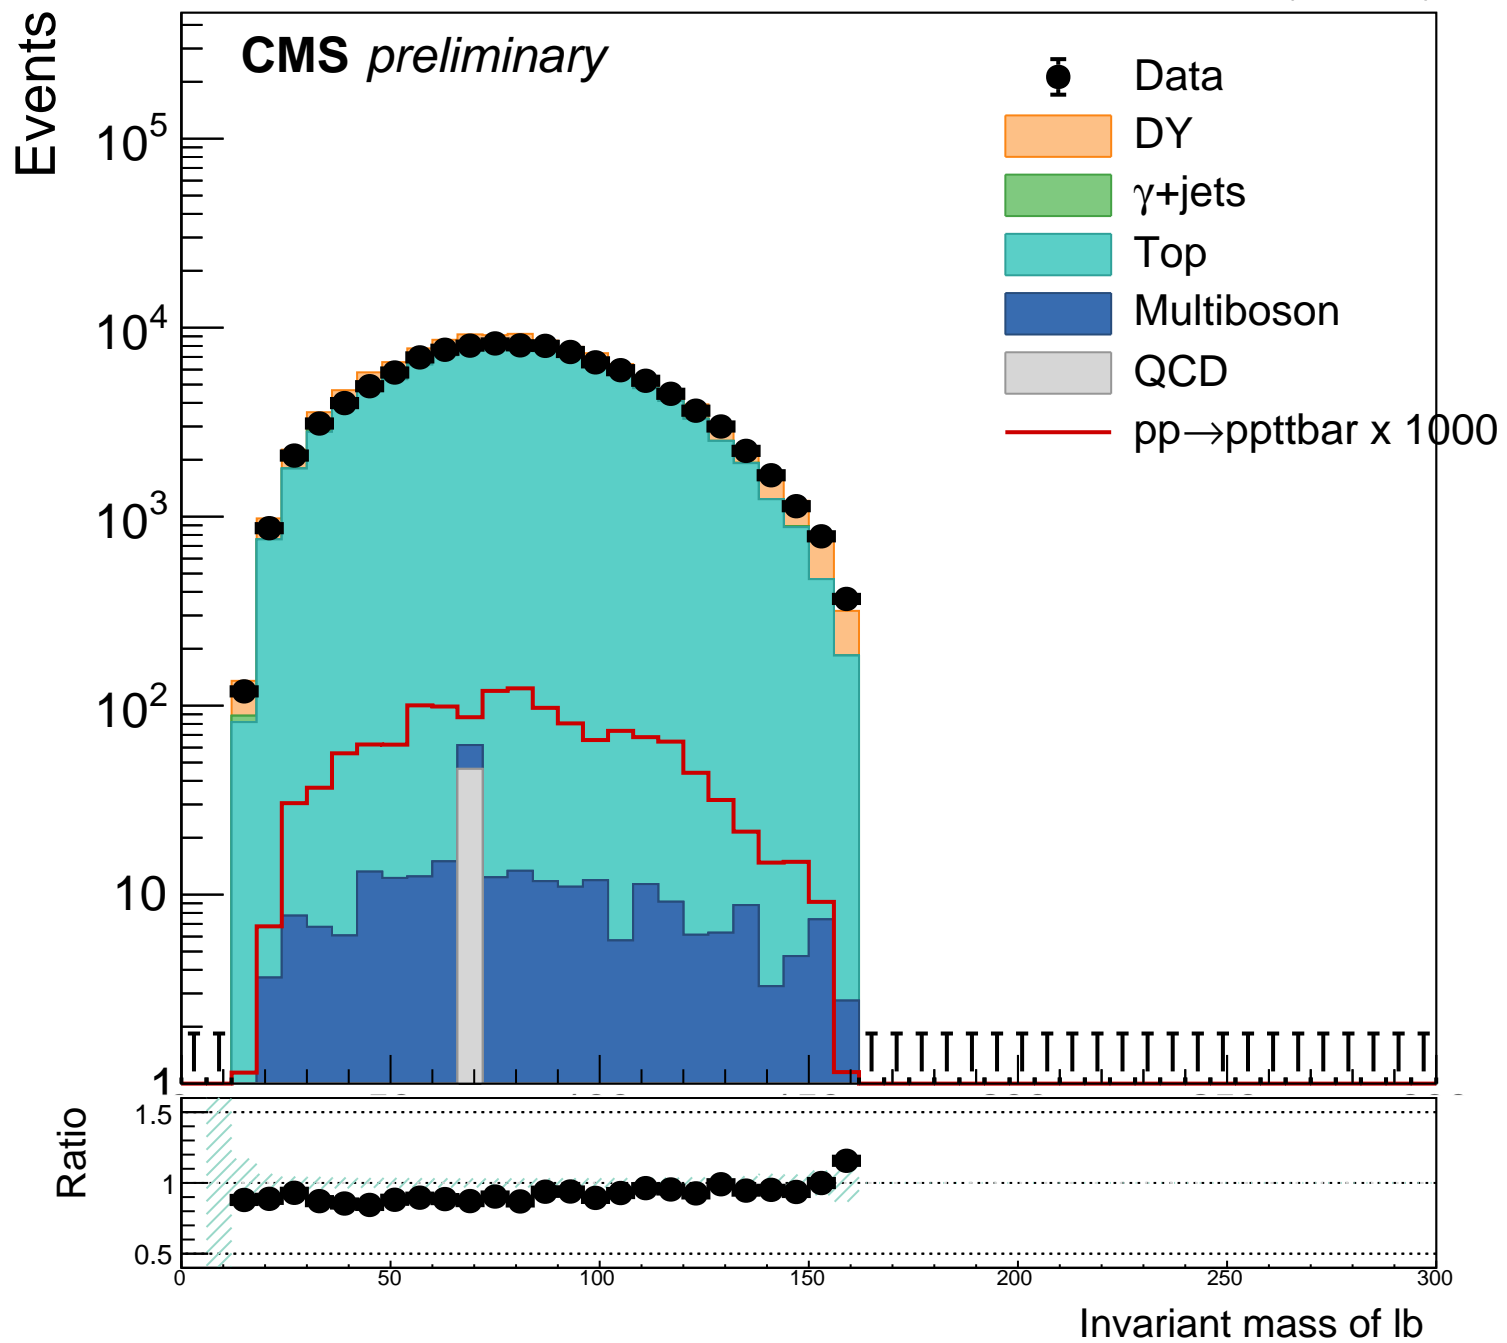 CMS preliminary
Events
Data
DY
γ+jets
Top
Multiboson
QCD
pp→ppttbar x 1000
10^5
10^4
10^3
10^2
10
1
Ratio
1.5
1
0.5
0 50 100 150 200 250 300
Invariant mass of lb